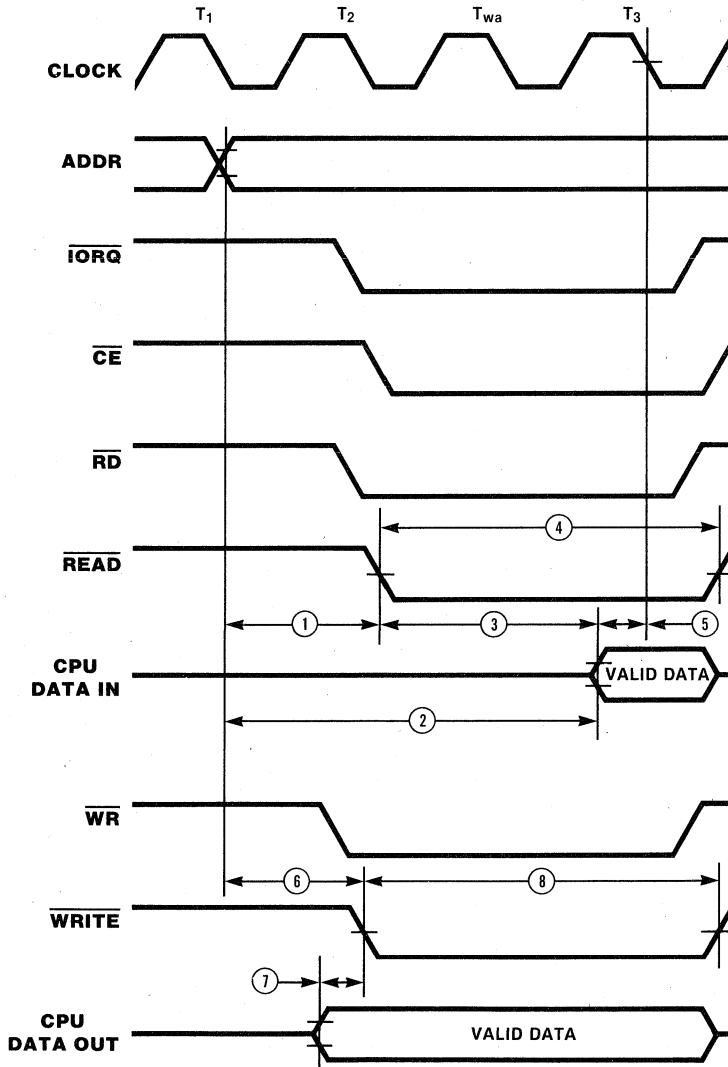 T1 T2 Twa T3
CLOCK
ADDR
IORQ
CE
RD
4
READ
1 3 5
CPU
DATA IN
VALID DATA
2
WR
6 8
WRITE
7
CPU
DATA OUT
VALID DATA